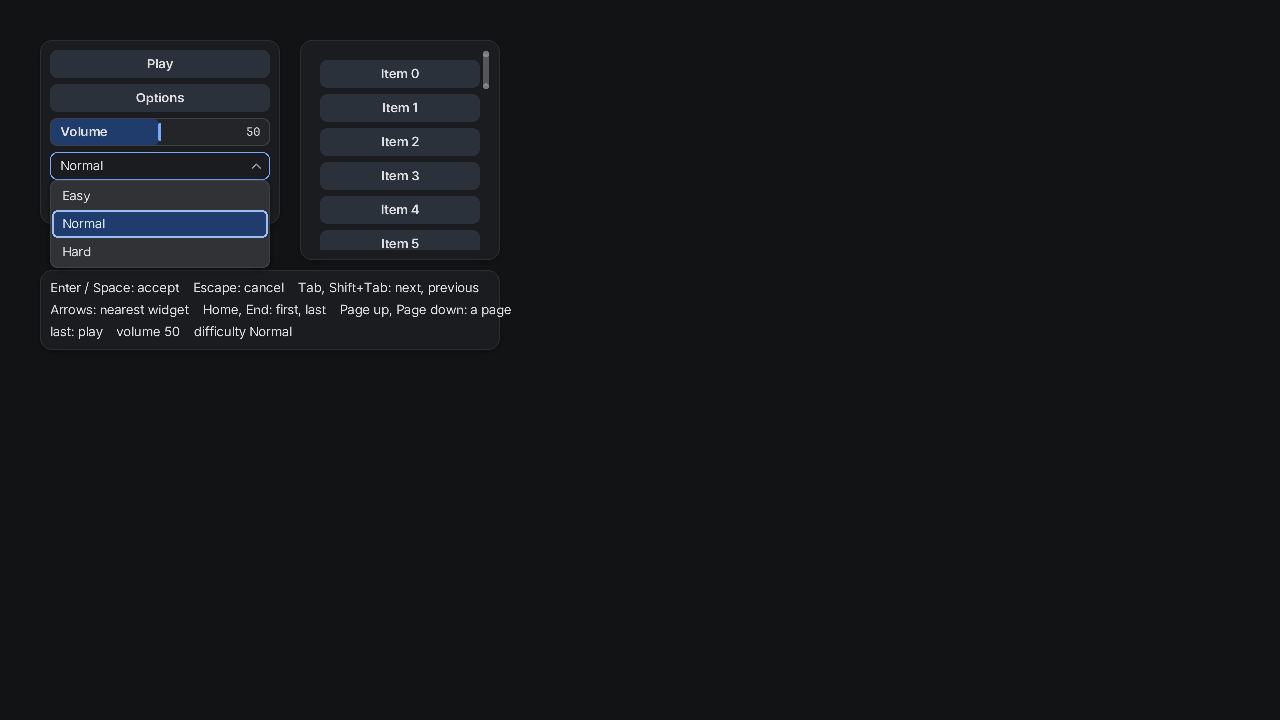 Play
Options
Volume 50
Normal
Easy
Normal
Hard
Item 0
Item 1
Item 2
Item 3
Item 4
Item 5
Enter / Space: accept Escape: cancel Tab, Shift+Tab: next, previous
Arrows: nearest widget Home, End: first, last Page up, Page down: a page
last: play volume 50 difficulty Normal